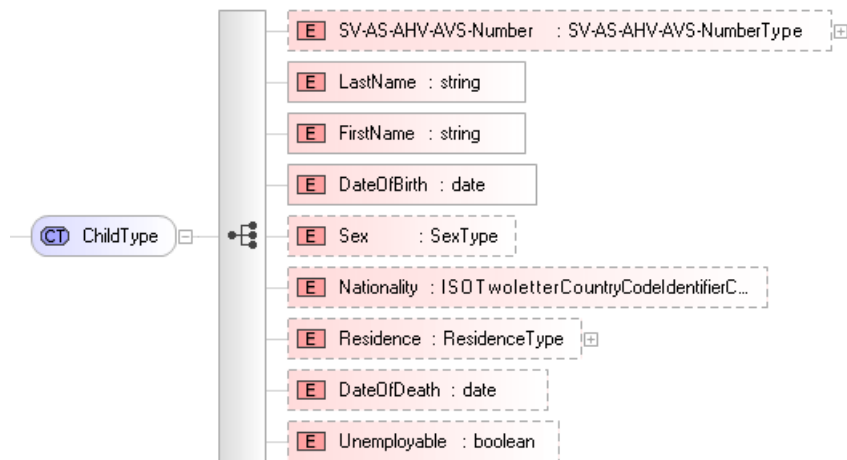 E SV-AS-AHV-AVS-Number : SV-AS-AHV-AVS-NumberType
E LastName : string
E FirstName : string
E DateOfBirth : date
CT ChildType
E Sex : SexType
E Nationality : ISOTwoletterCountryCodeIdentifierC...
E Residence : ResidenceType
E DateOfDeath : date
E Unemployable : boolean